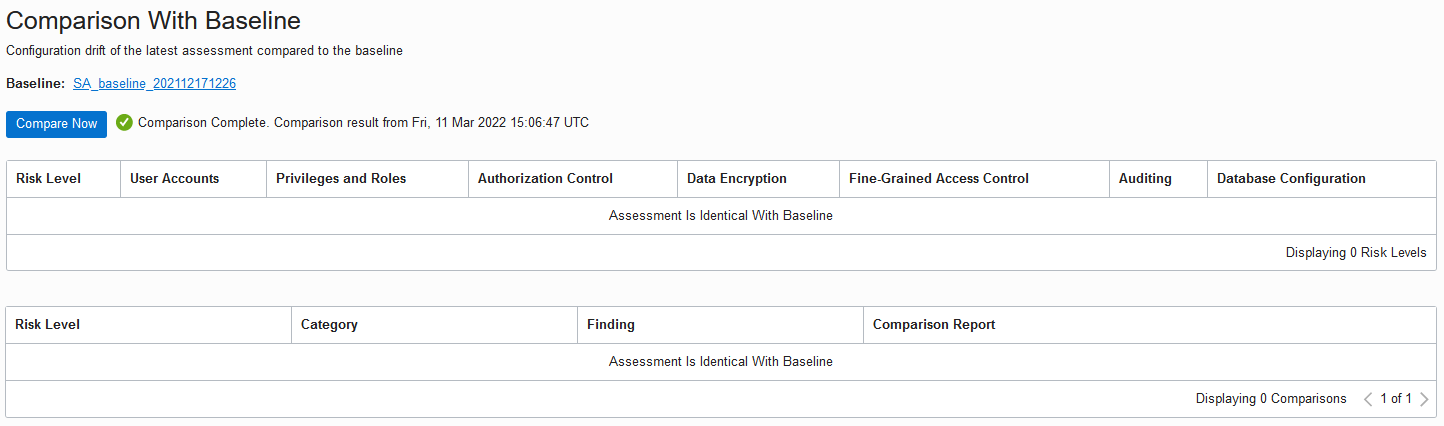 Comparison With Baseline
Configuration drift of the latest assessment compared to the baseline
Baseline: SA_baseline_202112171226
Compare Now Comparison Complete. Comparison result from Fri, 11 Mar 2022 15:06:47 UTC
Risk Level User Accounts Privileges and Roles Authorization Control Data Encryption Fine-Grained Access Control Auditing Database Configuration
Assessment Is Identical With Baseline
Displaying 0 Risk Levels
Risk Level Category Finding Comparison Report
Assessment Is Identical With Baseline
Displaying 0 Comparisons 1 of 1